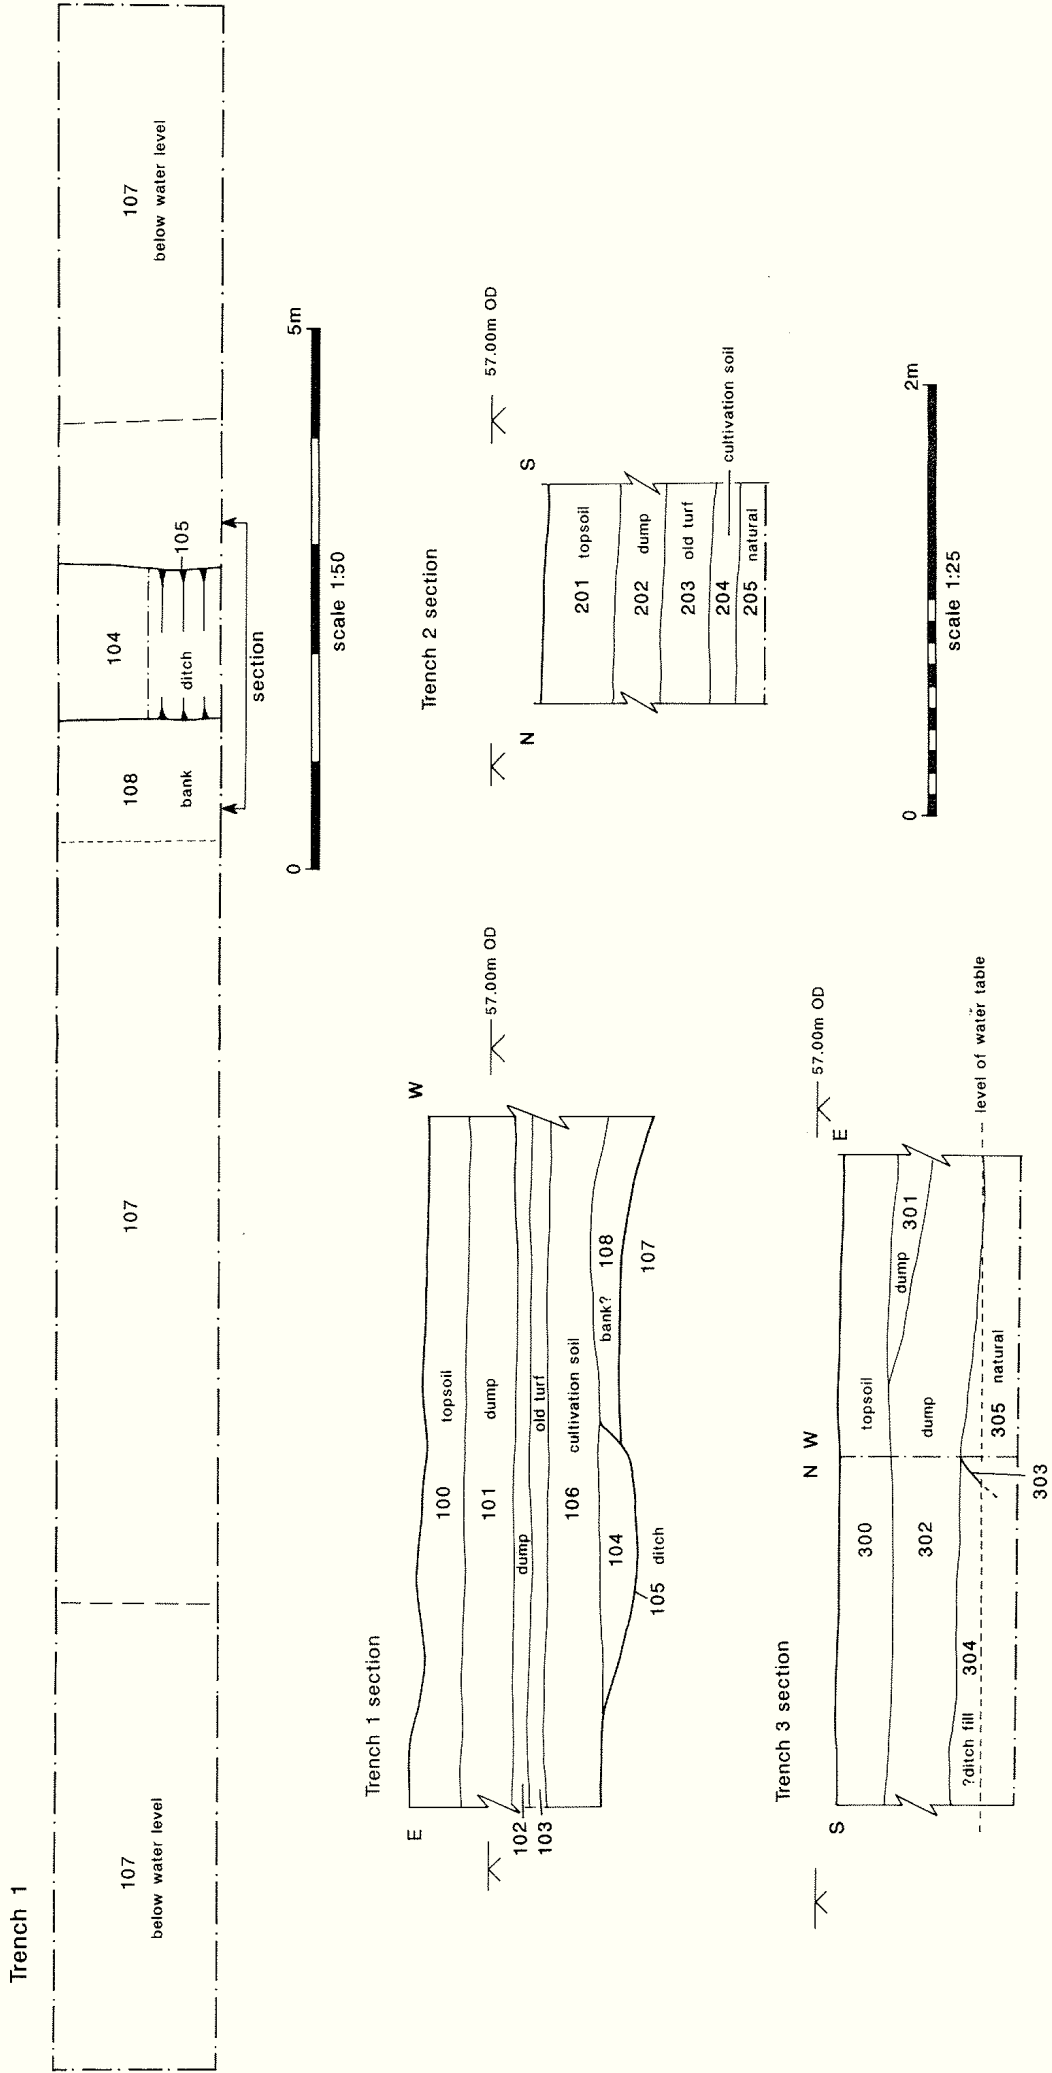 Trench 1
107
below water level
107
108
bank
104
ditch
105
107
below water level
section
0
5m
scale 1:50
Trench 1 section
E
W
57.00m OD
100
topsoil
101
dump
102
dump
103
old turf
106
cultivation soil
104
bank?
108
105
ditch
107
Trench 2 section
N
S
57.00m OD
201
topsoil
202
dump
203
old turf
204
cultivation soil
205
natural
0
2m
scale 1:25
Trench 3 section
S
N
W
E
57.00m OD
300
topsoil
dump
301
302
dump
?ditch fill
304
305
natural
303
level of water table